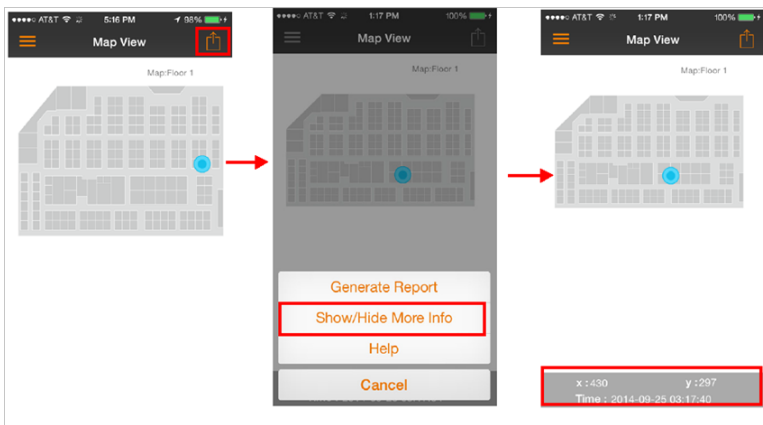 AT&T 5:16 PM 98%
Map View
Map:Floor 1
AT&T 1:17 PM 100%
Map View
Map:Floor 1
Generate Report
Show/Hide More Info
Help
Cancel
AT&T 1:17 PM 100%
Map View
Map:Floor 1
x :430 y :297
Time : 2014-09-25 03:17:40